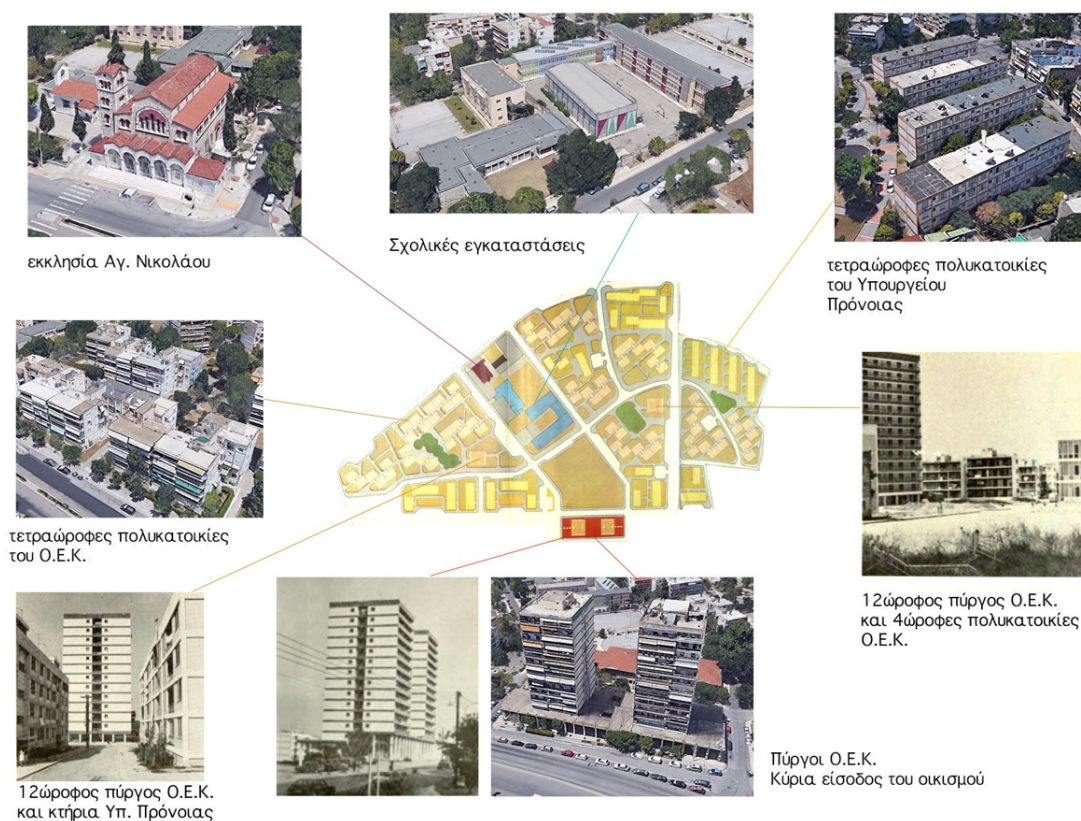 εκκλησία Αγ. Νικολάου
Σχολικές εγκαταστάσεις
τετραώροφες πολυκατοικίες
του Υπουργείου
Πρόνοιας
τετραώροφες πολυκατοικίες
του Ο.Ε.Κ.
12ώροφος πύργος Ο.Ε.Κ.
και 4ώροφες πολυκατοικίες
Ο.Ε.Κ.
12ώροφος πύργος Ο.Ε.Κ.
και κτήρια Υπ. Πρόνοιας
Πύργοι Ο.Ε.Κ.
Κύρια είσοδος του οικισμού